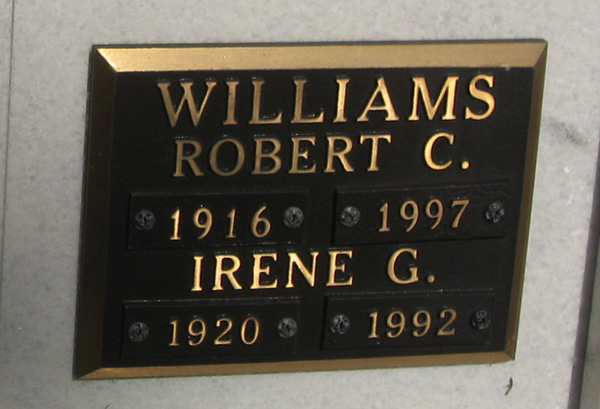 WILLIAMS
ROBERT C.
1916 1997
IRENE G.
1920 1992